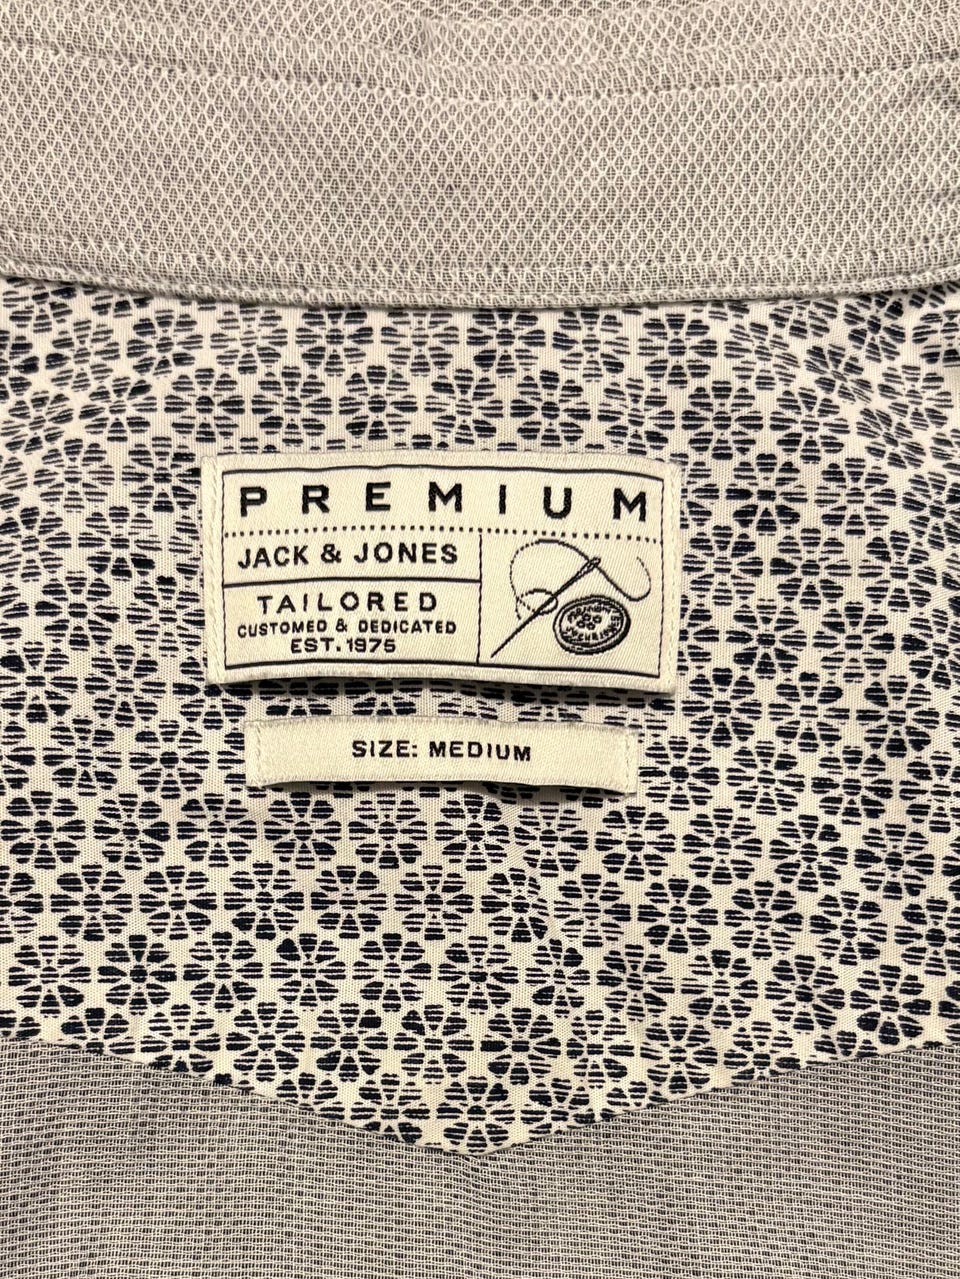 PREMIUM
JACK & JONES
TAILORED
CUSTOMED & DEDICATED
EST.1975
SIZE: MEDIUM